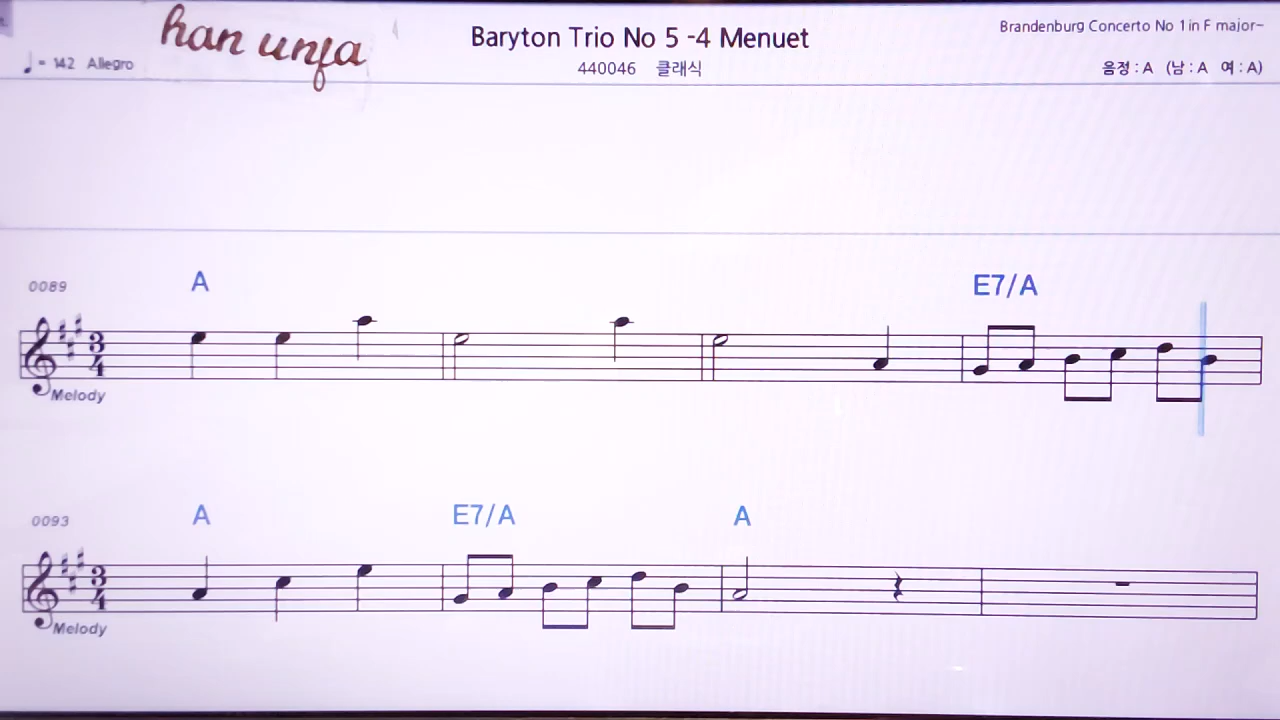 han unfa
Baryton Trio No 5 -4 Menuet
Brandenburg Concerto No 1 in F major~
♩ = 142 Allegro
440046 클래식
음정 : A (남 : A 여 : A)
0089
A
E7/A
3
4
Melody
0093
A
E7/A
A
3
4
Melody